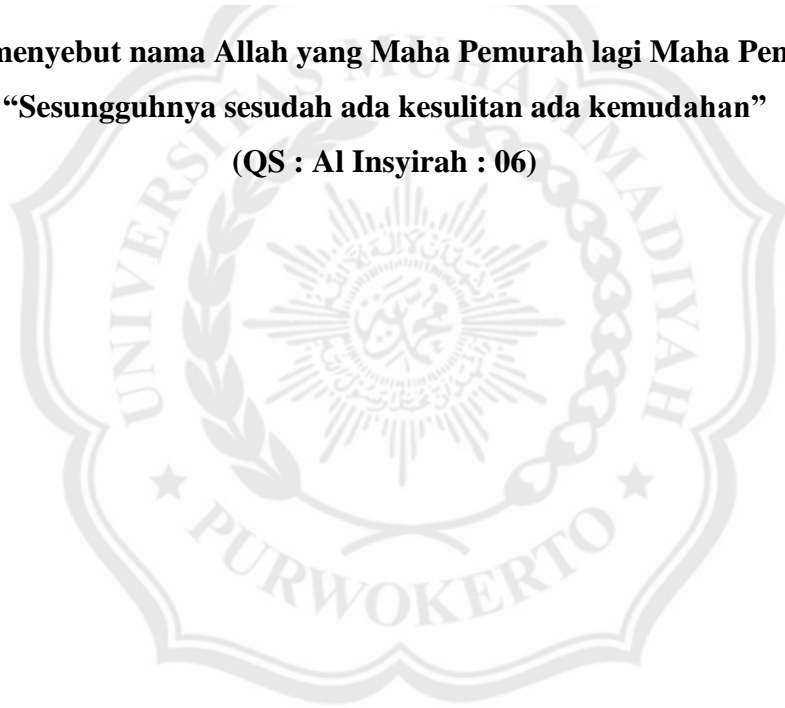 menyebut nama Allah yang Maha Pemurah lagi Maha Pen
“Sesungguhnya sesudah ada kesulitan ada kemudahan”
(QS : Al Insyirah : 06)
UNIVERSITAS MUHAMMADIYAH
PURWOKERTO